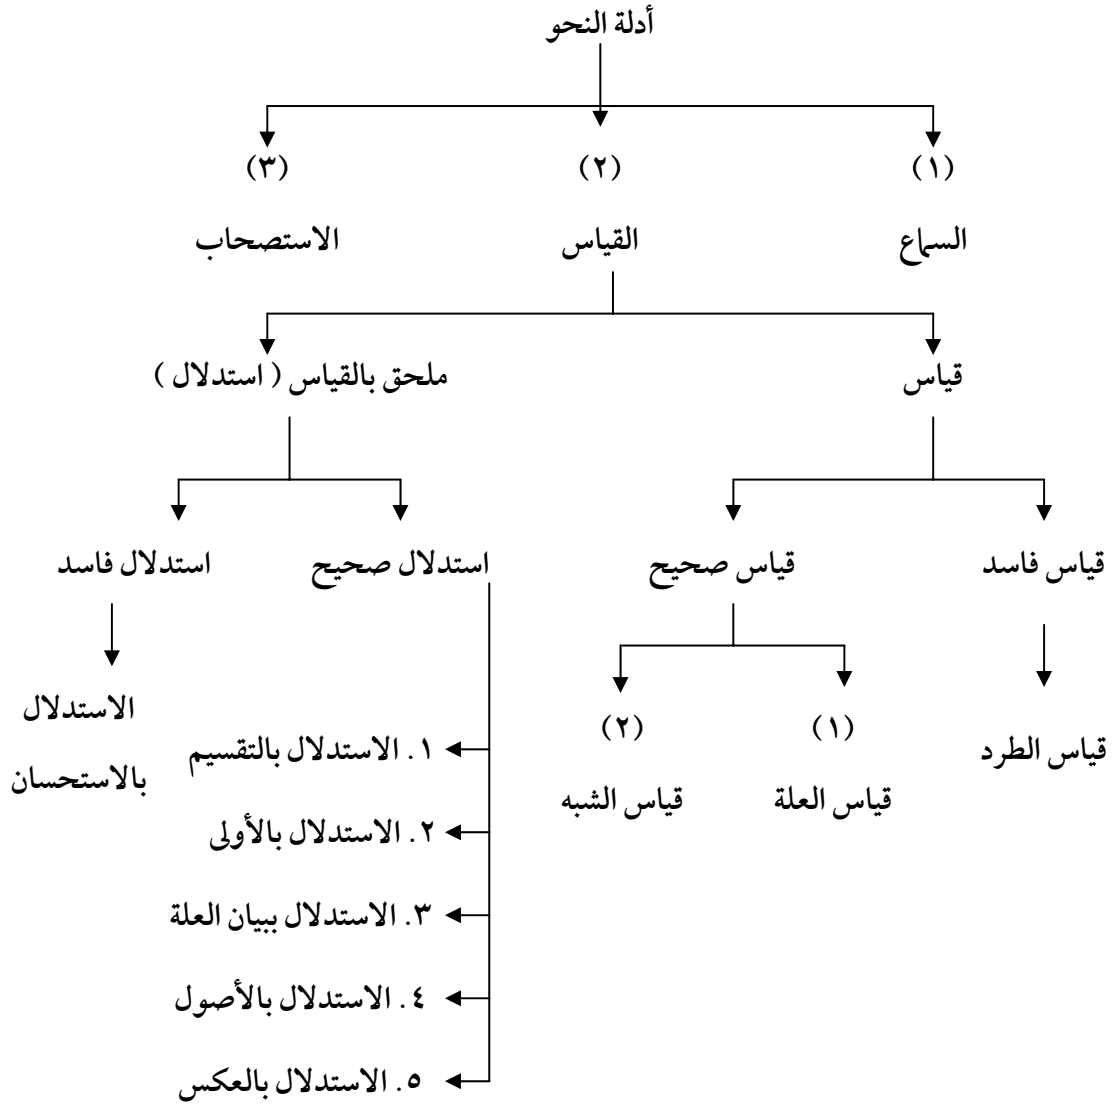 أدلة النحو
(١) (٢) (٣)
السماع القياس الاستصحاب
قياس ملحق بالقياس ( استدلال )
قياس فاسد قياس صحيح استدلال صحيح استدلال فاسد
قياس الطرد
(١) (٢)
قياس العلة قياس الشبه
١. الاستدلال بالتقسيم
٢. الاستدلال بالأولى
٣. الاستدلال ببيان العلة
٤. الاستدلال بالأصول
٥. الاستدلال بالعكس
الاستدلال
بالاستحسان